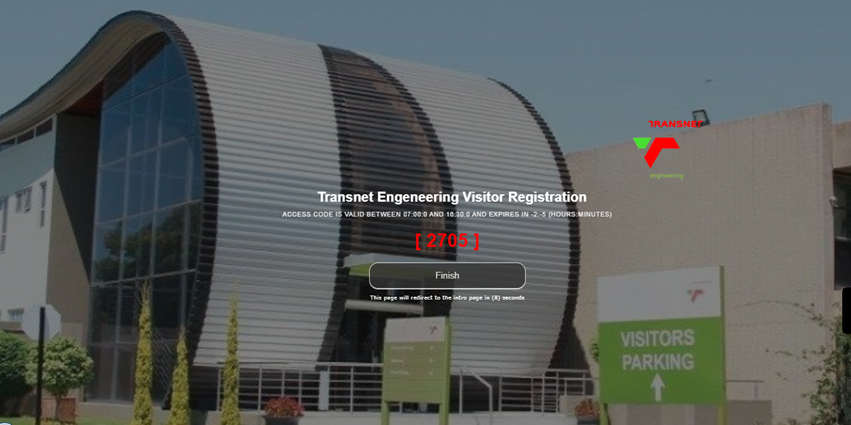 TRANSNET
engineering
Transnet Engeneering Visitor Registration
ACCESS CODE IS VALID BETWEEN 07:00:0 AND 16:30:0 AND EXPIRES IN -2:-5 (HOURS:MINUTES)
[ 2705 ]
Finish
This page will redirect to the intro page in (8) seconds
VISITORS
PARKING